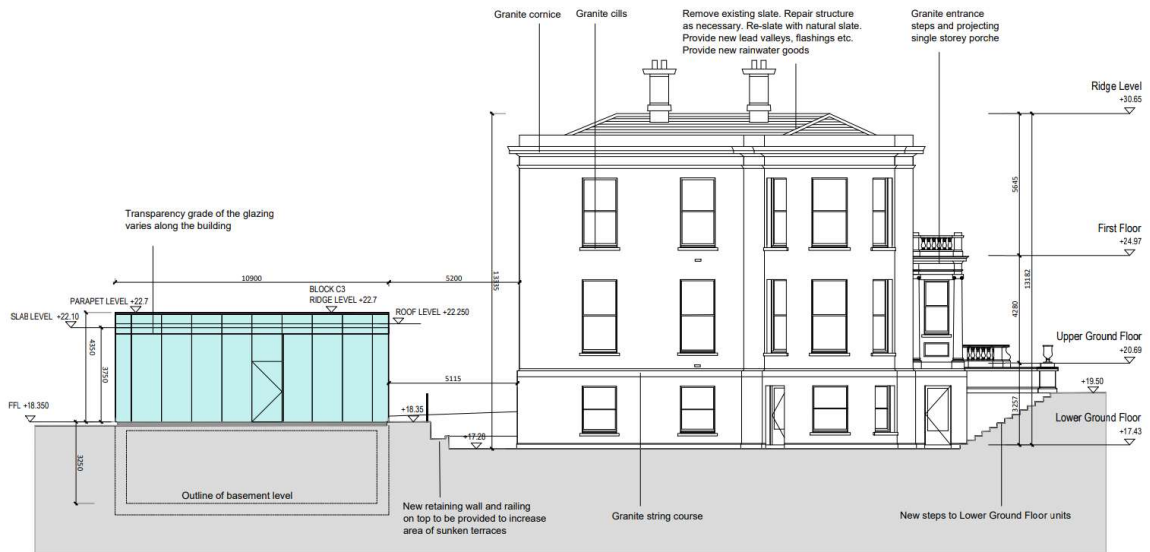 Granite cornice
Granite cills
Remove existing slate. Repair structure
as necessary. Re-slate with natural slate.
Provide new lead valleys, flashings etc.
Provide new rainwater goods
Granite entrance
steps and projecting
single storey porche
Ridge Level
+30.65
5645
First Floor
+24.97
13182
13335
4280
Transparency grade of the glazing
varies along the building
10900
5200
BLOCK C3
PARAPET LEVEL +22.7
RIDGE LEVEL +22.7
SLAB LEVEL +22.10
ROOF LEVEL +22.250
4350
3750
Upper Ground Floor
+20.69
5115
+19.50
3257
FFL +18.350
+18.35
Lower Ground Floor
+17.43
+17.28
3250
Outline of basement level
New retaining wall and railing
on top to be provided to increase
area of sunken terraces
Granite string course
New steps to Lower Ground Floor units